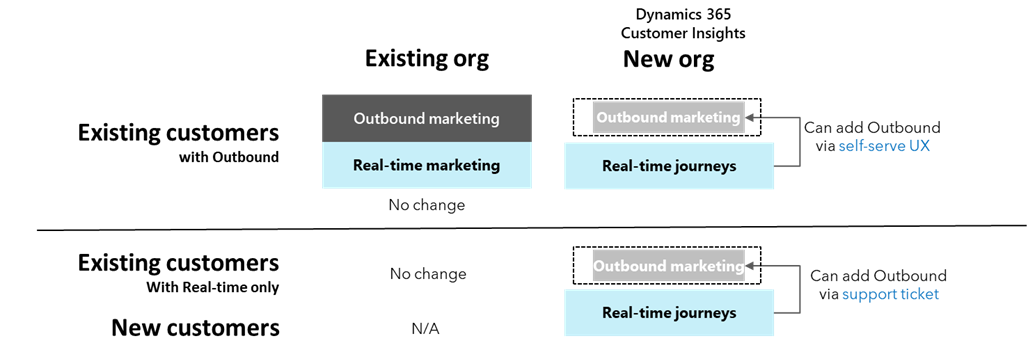 Dynamics 365
Customer Insights
Existing org
New org
Existing customers
with Outbound
Outbound marketing
Real-time marketing
No change
Outbound marketing
Real-time journeys
Can add Outbound
via self-serve UX
Existing customers
With Real-time only
No change
Outbound marketing
Real-time journeys
Can add Outbound
via support ticket
New customers
N/A